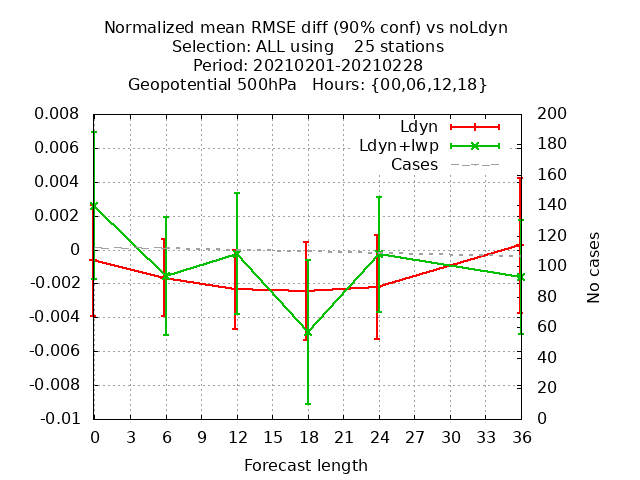 Normalized mean RMSE diff (90% conf) vs noLdyn
Selection: ALL using    25 stations
Period: 20210201-20210228
Geopotential 500hPa   Hours: {00,06,12,18}
Ldyn
Ldyn+lwp
Cases
0.008
0.006
0.004
0.002
0
-0.002
-0.004
-0.006
-0.008
-0.01
200
180
160
140
120
100
80
60
40
20
0
No cases
0 3 6 9 12 15 18 21 24 27 30 33 36
Forecast length